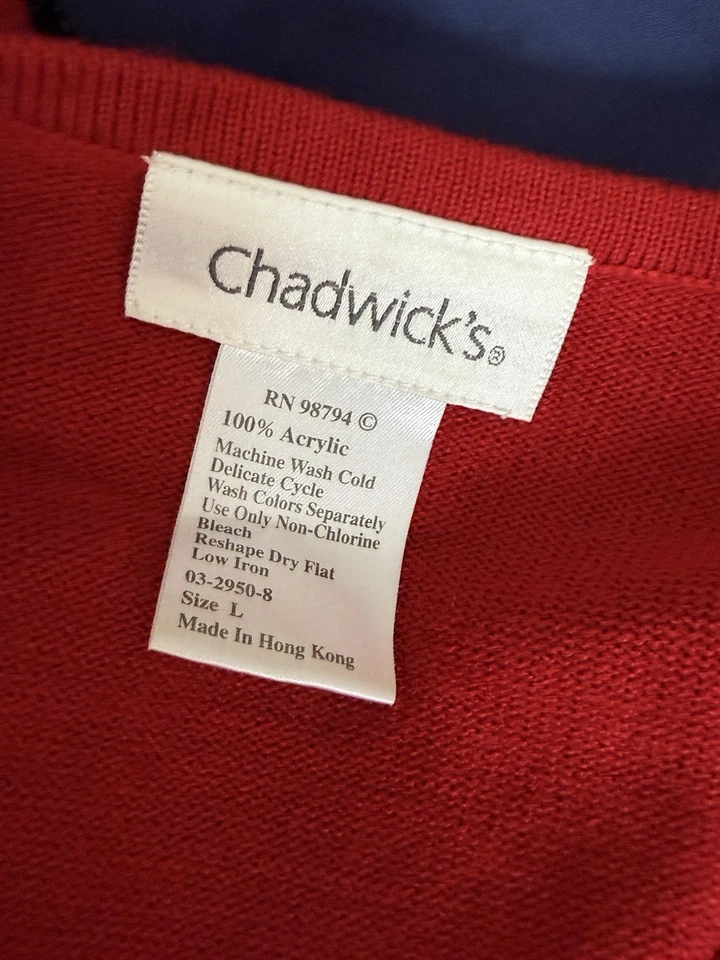 Chadwick's®
RN 98794 ©
100% Acrylic
Machine Wash Cold
Delicate Cycle
Wash Colors Separately
Use Only Non-Chlorine
Bleach
Reshape Dry Flat
Low Iron
03-2950-8
Size L
Made In Hong Kong